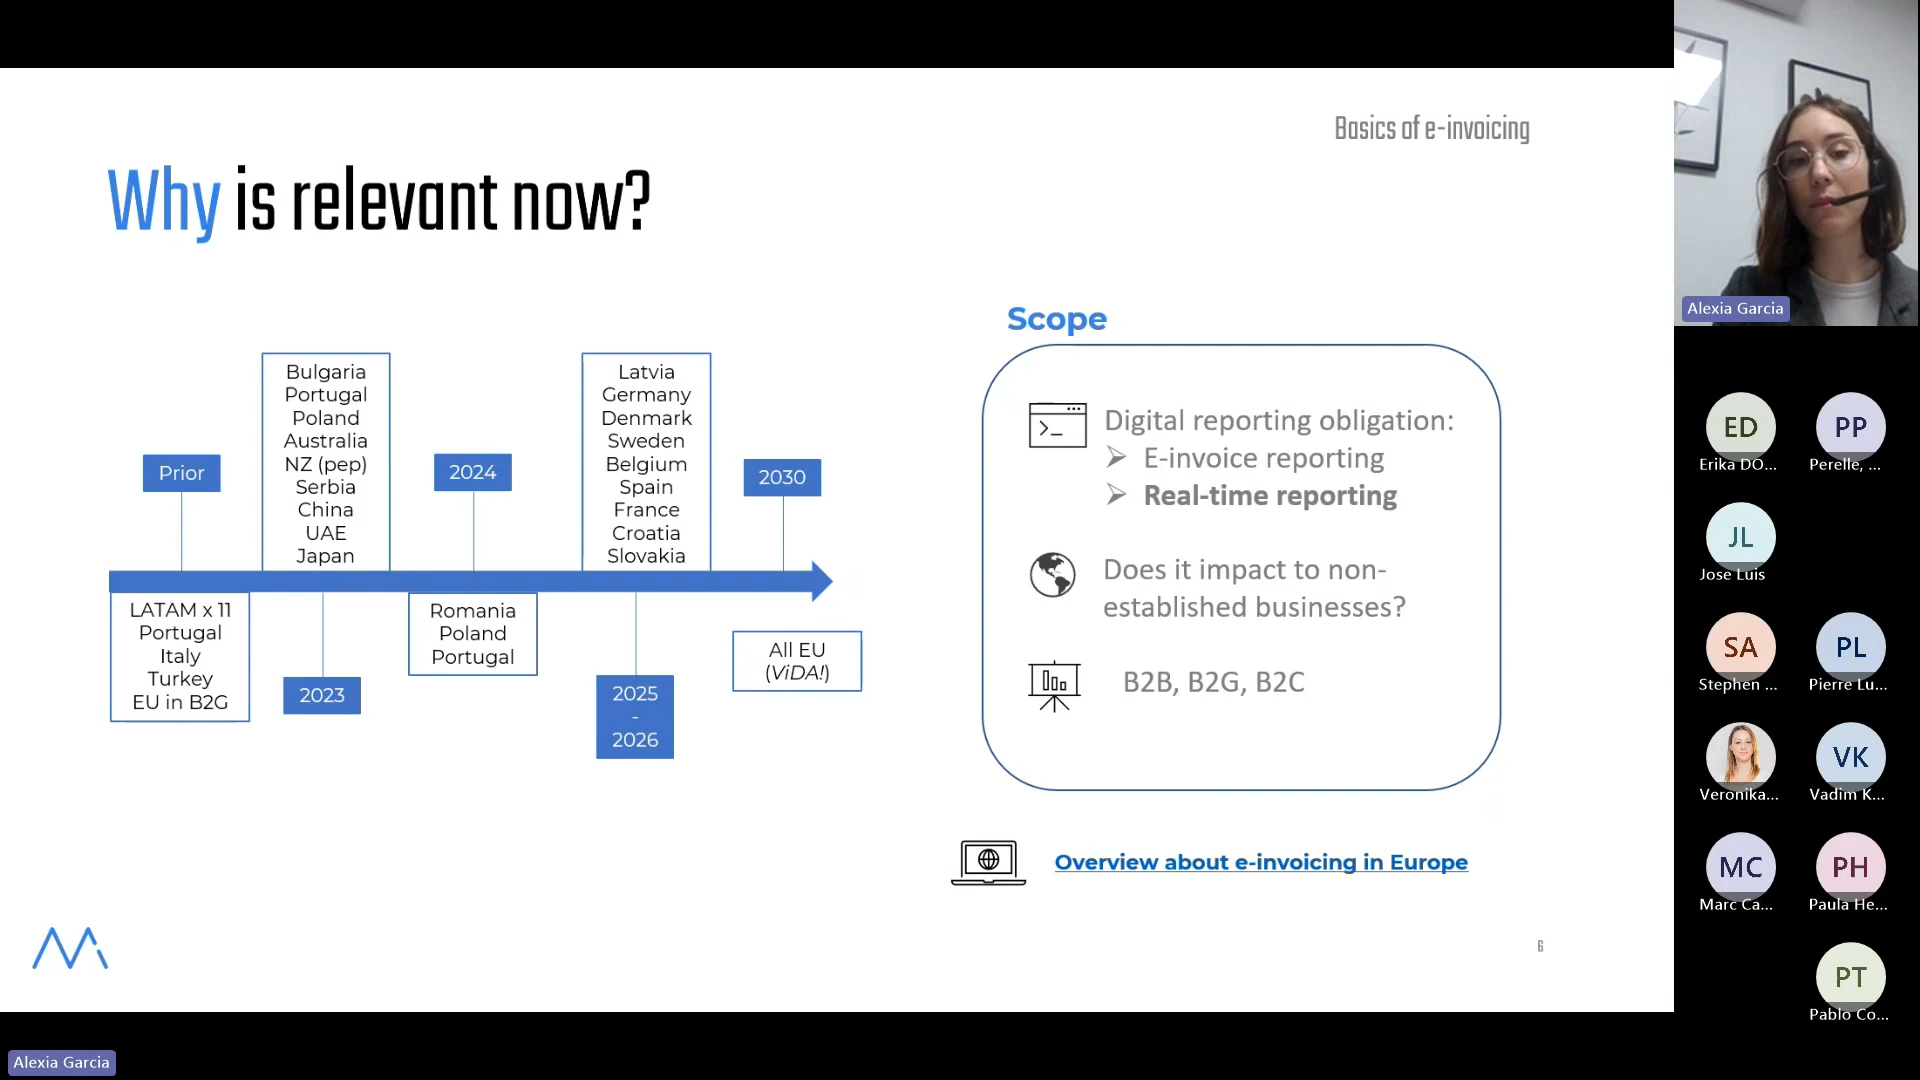 Basics of e-invoicing
Why is relevant now?
Prior
LATAM x 11
Portugal
Italy
Turkey
EU in B2G
Bulgaria
Portugal
Poland
Australia
NZ (pep)
Serbia
China
UAE
Japan
2023
2024
Romania
Poland
Portugal
Latvia
Germany
Denmark
Sweden
Belgium
Spain
France
Croatia
Slovakia
2025
-
2026
2030
All EU
(ViDA!)
Scope
Digital reporting obligation:
E-invoice reporting
Real-time reporting
Does it impact to non-
established businesses?
B2B, B2G, B2C
Overview about e-invoicing in Europe
6
Alexia Garcia
Alexia Garcia
ED
Erika DO...
PP
Perelle, ...
JL
Jose Luis
SA
Stephen ...
PL
Pierre Lu...
Veronika...
VK
Vadim K...
MC
Marc Ca...
PH
Paula He...
PT
Pablo Co...